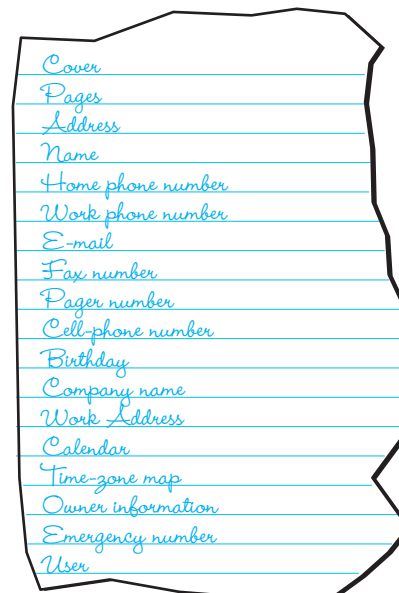 Cover
Pages
Address
Name
Home phone number
Work phone number
E-mail
Fax number
Pager number
Cell-phone number
Birthday
Company name
Work Address
Calendar
Time-zone map
Owner information
Emergency number
User